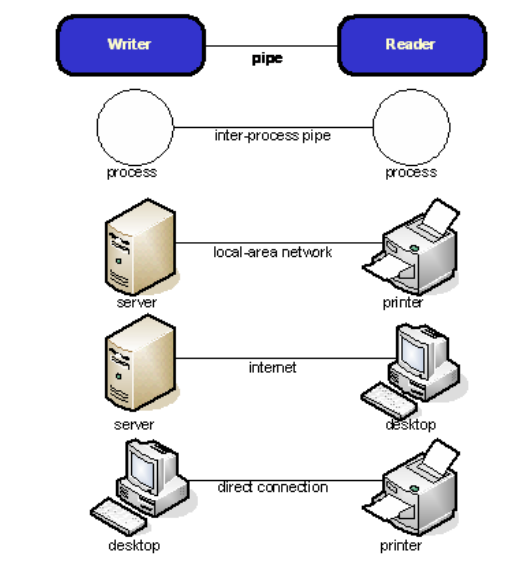 Writer
pipe
Reader
inter-process pipe
process
process
local-area network
server
printer
internet
server
desktop
direct connection
desktop
printer